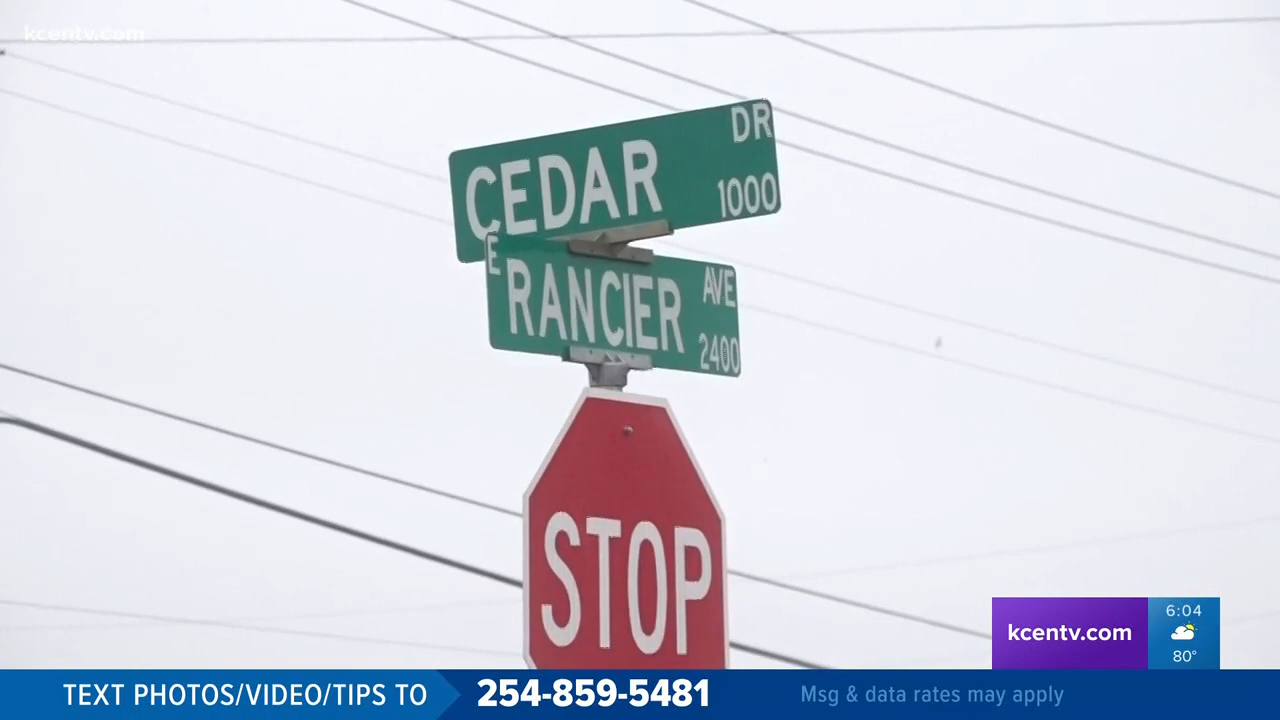 kcentv.com
DR
CEDAR
1000
E
RANCIER
AVE
2400
STOP
kcentv.com
6:04
80°
TEXT PHOTOS/VIDEO/TIPS TO
254-859-5481
Msg & data rates may apply